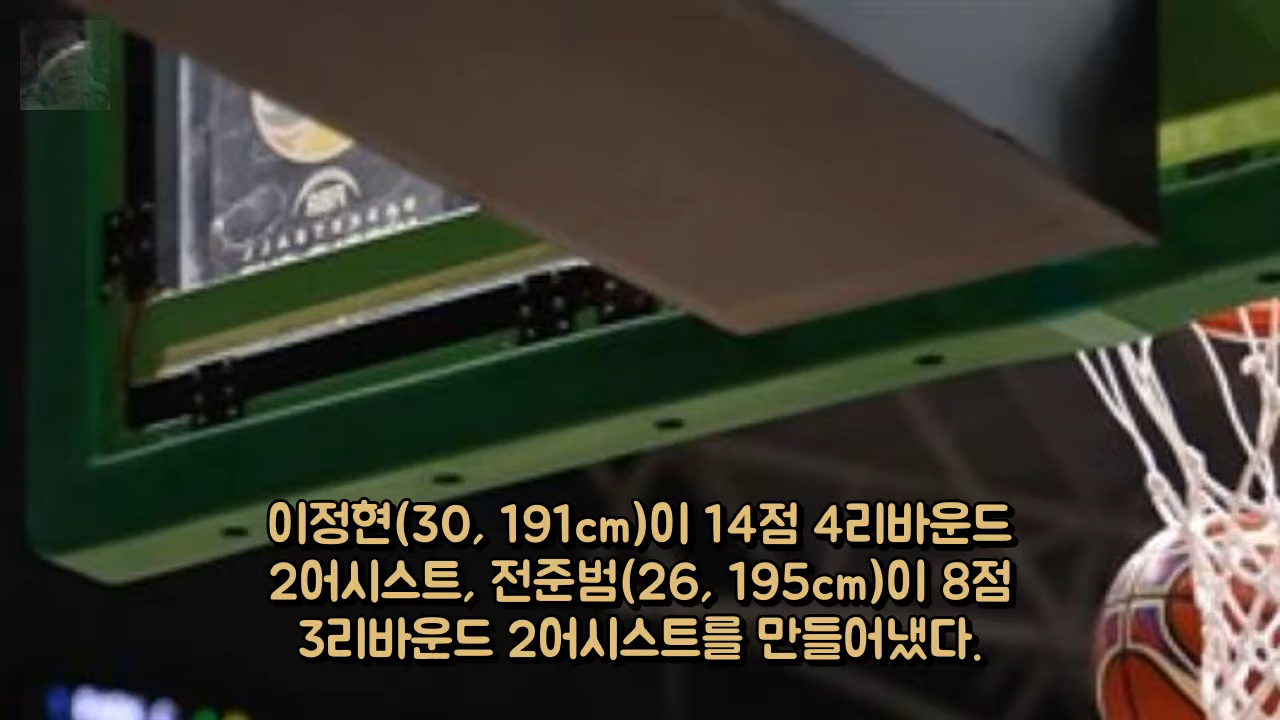 이정현(30, 191cm)이 14점 4리바운드
2어시스트, 전준범(26, 195cm)이 8점
3리바운드 2어시스트를 만들어냈다.